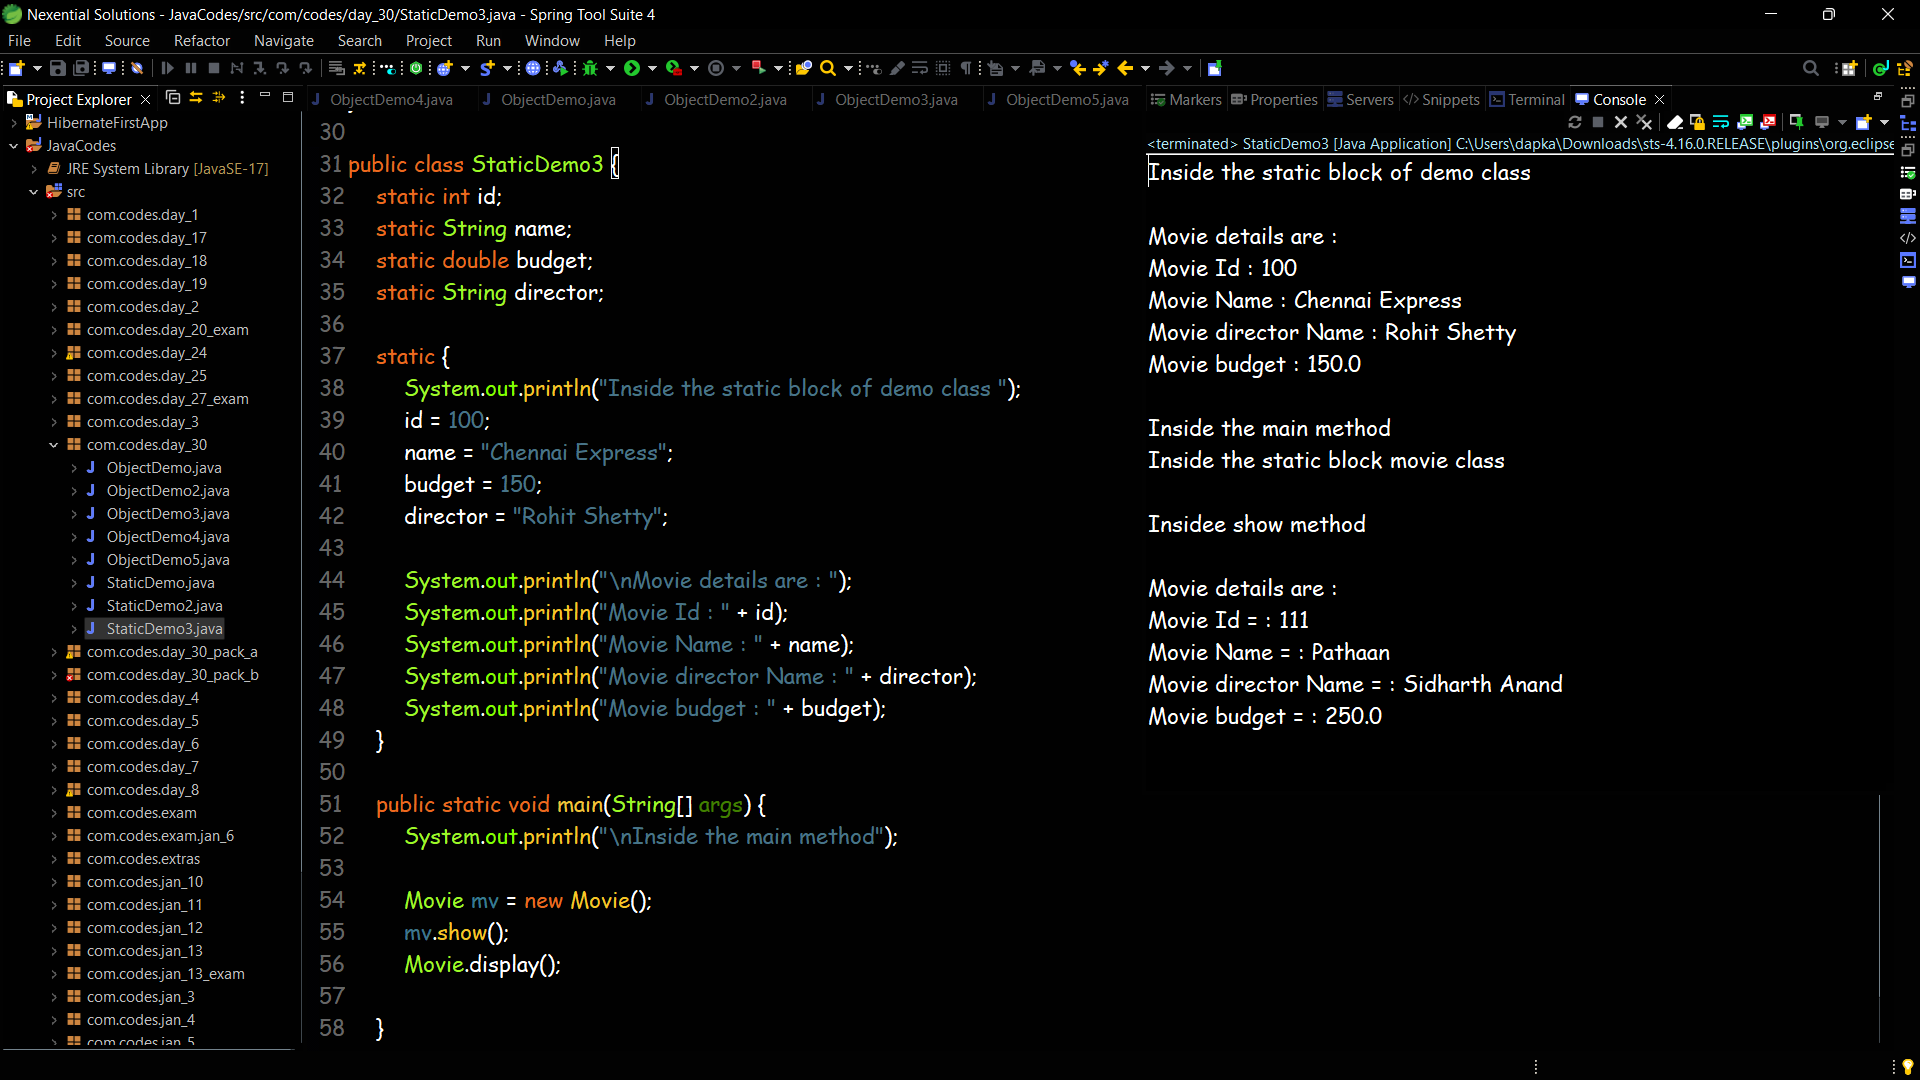 Nexential Solutions - JavaCodes/src/com/codes/day_30/StaticDemo3.java - Spring Tool Suite 4
File Edit Source Refactor Navigate Search Project Run Window Help
Project Explorer
HibernateFirstApp
JavaCodes
JRE System Library [JavaSE-17]
src
com.codes.day_1
com.codes.day_17
com.codes.day_18
com.codes.day_19
com.codes.day_2
com.codes.day_20_exam
com.codes.day_24
com.codes.day_25
com.codes.day_27_exam
com.codes.day_3
com.codes.day_30
ObjectDemo.java
ObjectDemo2.java
ObjectDemo3.java
ObjectDemo4.java
ObjectDemo5.java
StaticDemo.java
StaticDemo2.java
StaticDemo3.java
com.codes.day_30_pack_a
com.codes.day_30_pack_b
com.codes.day_4
com.codes.day_5
com.codes.day_6
com.codes.day_7
com.codes.day_8
com.codes.exam
com.codes.exam.jan_6
com.codes.extras
com.codes.jan_10
com.codes.jan_11
com.codes.jan_12
com.codes.jan_13
com.codes.jan_13_exam
com.codes.jan_3
com.codes.jan_4
com.codes.jan_5
ObjectDemo4.java ObjectDemo.java ObjectDemo2.java ObjectDemo3.java ObjectDemo5.java
30
31 public class StaticDemo3 {
32 static int id;
33 static String name;
34 static double budget;
35 static String director;
36
37 static {
38 System.out.println("Inside the static block of demo class ");
39 id = 100;
40 name = "Chennai Express";
41 budget = 150;
42 director = "Rohit Shetty";
43
44 System.out.println("\nMovie details are : ");
45 System.out.println("Movie Id : " + id);
46 System.out.println("Movie Name : " + name);
47 System.out.println("Movie director Name : " + director);
48 System.out.println("Movie budget : " + budget);
49 }
50
51 public static void main(String[] args) {
52 System.out.println("\nInside the main method");
53
54 Movie mv = new Movie();
55 mv.show();
56 Movie.display();
57
58 }
Markers Properties Servers Snippets Terminal Console
<terminated> StaticDemo3 [Java Application] C:\Users\dapka\Downloads\sts-4.16.0.RELEASE\plugins\org.eclipse
Inside the static block of demo class
Movie details are :
Movie Id : 100
Movie Name : Chennai Express
Movie director Name : Rohit Shetty
Movie budget : 150.0
Inside the main method
Inside the static block movie class
Insidee show method
Movie details are :
Movie Id = : 111
Movie Name = : Pathaan
Movie director Name = : Sidharth Anand
Movie budget = : 250.0